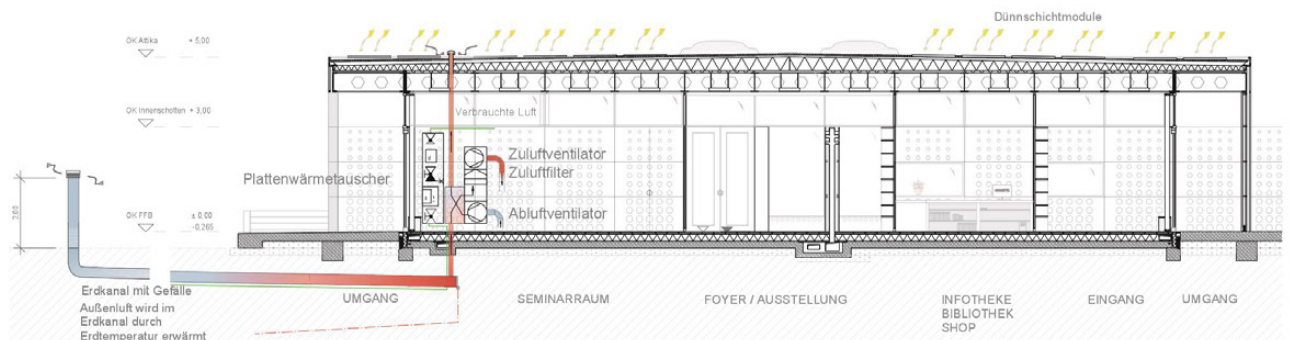 Dünnschichtmodule
OK Attika + 5,00
OK Innenschotten + 3,00
Verbrauchte Luft
Zuluftventilator
Zuluftfilter
Plattenwärmetauscher
Abluftventilator
OK FFB ± 0,00
-0,265
2,00
Erdkanal mit Gefälle
Außenluft wird im
Erdkanal durch
Erdtemperatur erwärmt
UMGANG
SEMINARRAUM
FOYER / AUSSTELLUNG
INFOTHEKE
BIBLIOTHEK
SHOP
EINGANG
UMGANG